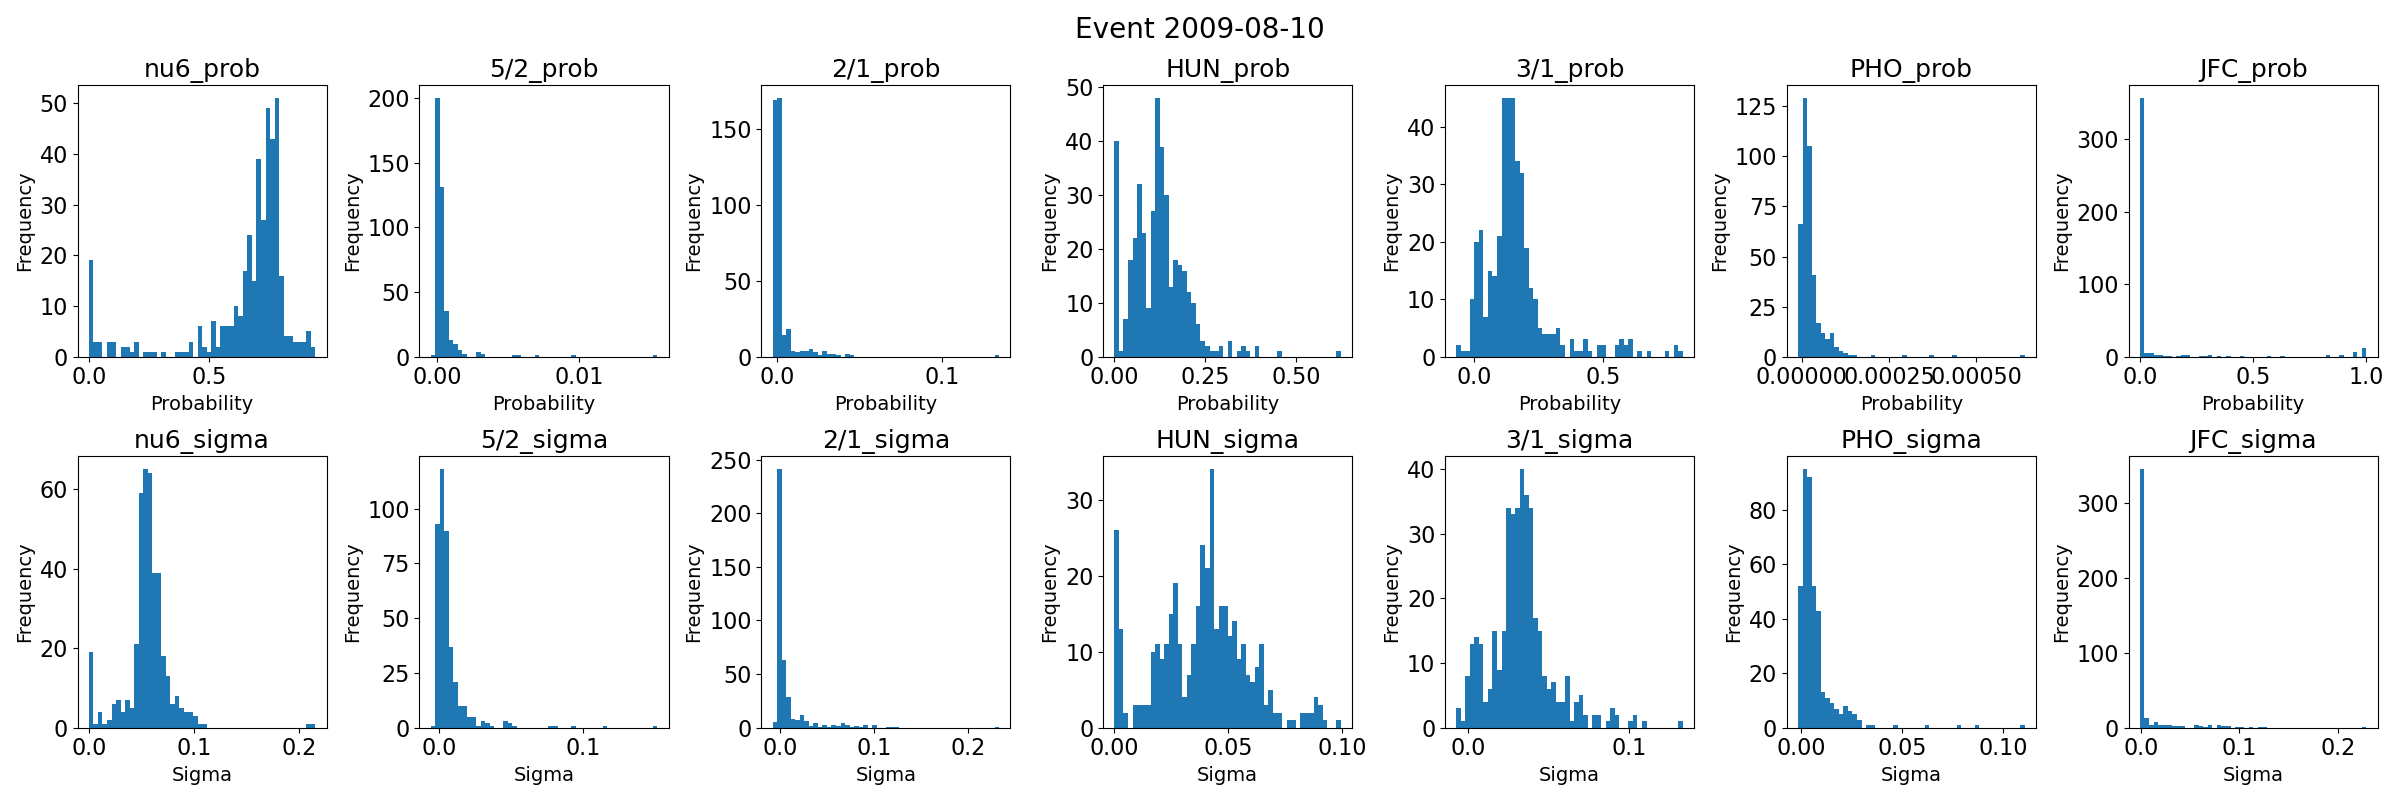 Event 2009-08-10
nu6_prob 5/2_prob 2/1_prob HUN_prob 3/1_prob PHO_prob JFC_prob
Frequency Frequency Frequency Frequency Frequency Frequency Frequency
50 40 30 20 10 0
200 150 100 50 0
150 100 50 0
50 40 30 20 10 0
40 30 20 10 0
125 100 75 50 25 0
300 200 100 0
0.0 0.5
0.00 0.01
0.0 0.1
0.00 0.25 0.50
0.0 0.5
0.00000 0.00025 0.00050
0.0 0.5 1.0
Probability Probability Probability Probability Probability Probability Probability
nu6_sigma 5/2_sigma 2/1_sigma HUN_sigma 3/1_sigma PHO_sigma JFC_sigma
Frequency Frequency Frequency Frequency Frequency Frequency Frequency
60 40 20 0
100 75 50 25 0
250 200 150 100 50 0
30 20 10 0
40 30 20 10 0
80 60 40 20 0
300 200 100 0
0.0 0.1 0.2
0.0 0.1
0.0 0.1 0.2
0.00 0.05 0.10
0.0 0.1
0.00 0.05 0.10
0.0 0.1 0.2
Sigma Sigma Sigma Sigma Sigma Sigma Sigma